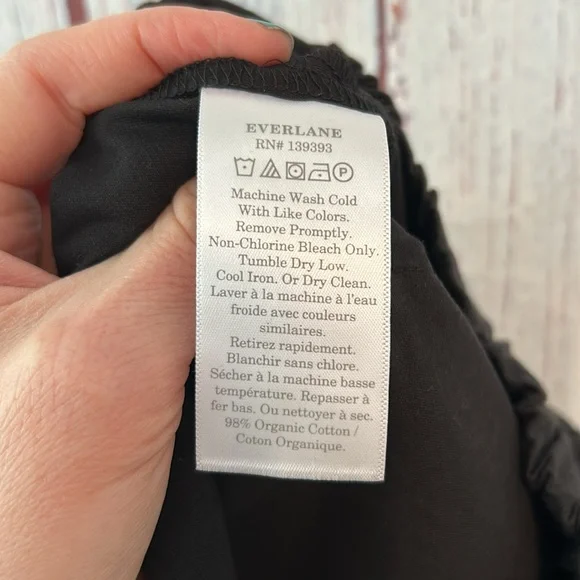 EVERLANE
RN# 139393
P
Machine Wash Cold
With Like Colors.
Remove Promptly.
Non-Chlorine Bleach Only.
Tumble Dry Low.
Cool Iron. Or Dry Clean.
Laver à la machine à l'eau
froide avec couleurs
similaires.
Retirez rapidement.
Blanchir sans chlore.
Sécher à la machine basse
température. Repasser à
fer bas. Ou nettoyer à sec.
98% Organic Cotton /
Coton Organique.